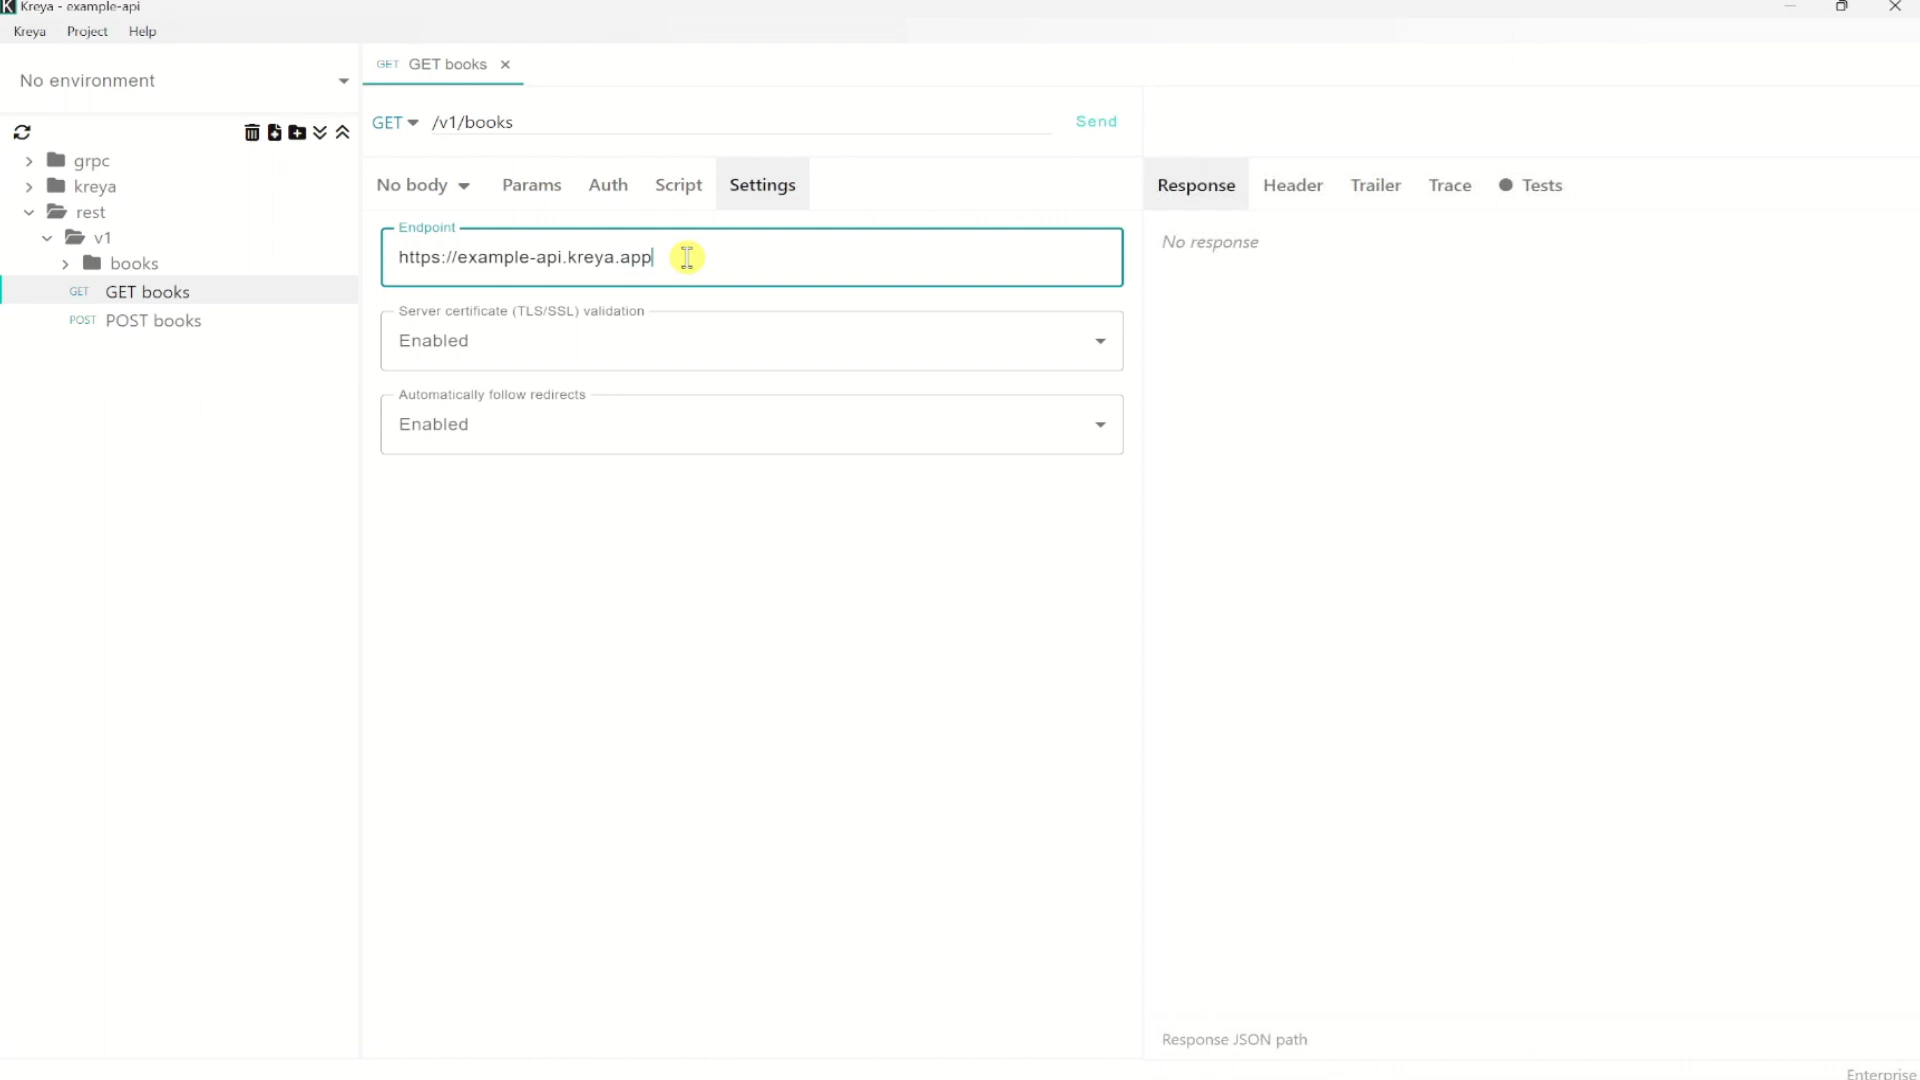 K Kreya - example-api
Kreya Project Help
No environment
grpc
kreya
rest
v1
books
GET GET books
POST POST books
GET GET books
GET /v1/books Send
No body Params Auth Script Settings
Endpoint
https://example-api.kreya.app
Server certificate (TLS/SSL) validation
Enabled
Automatically follow redirects
Enabled
Response Header Trailer Trace Tests
No response
Response JSON path
Enterprise